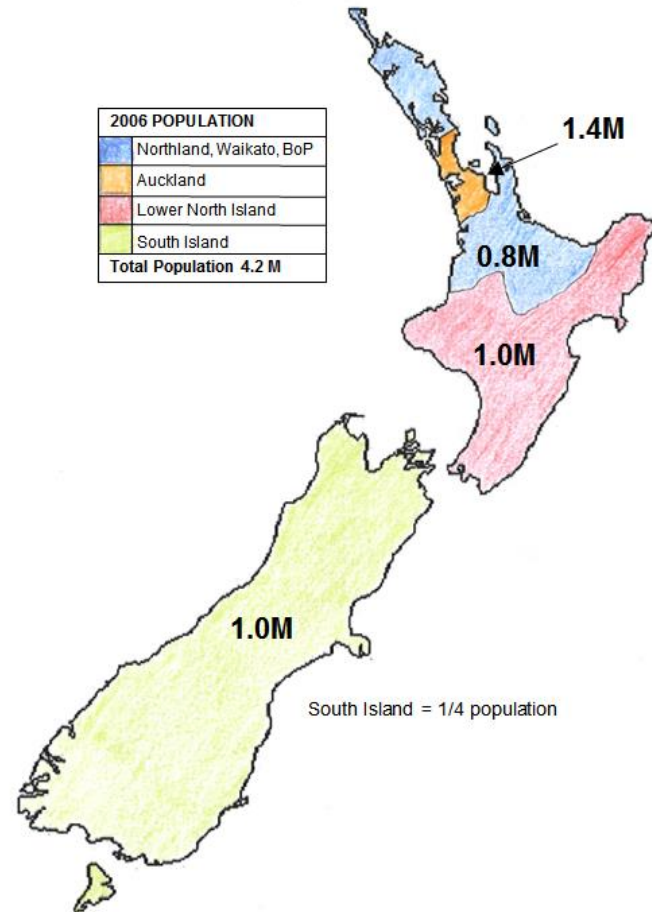 2006 POPULATION
Northland, Waikato, BoP
Auckland
Lower North Island
South Island
Total Population 4.2 M
1.4M
0.8M
1.0M
1.0M
South Island = 1/4 population